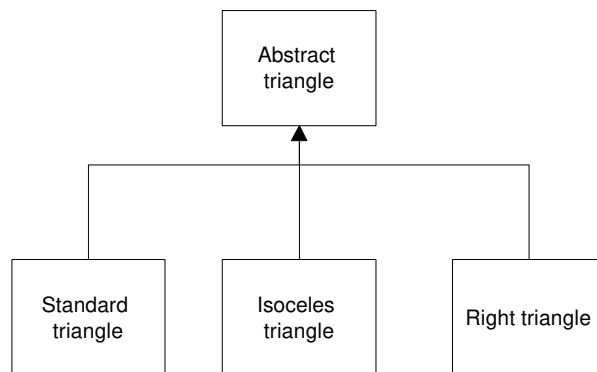 Abstract
triangle
Standard
triangle
Isoceles
triangle
Right triangle